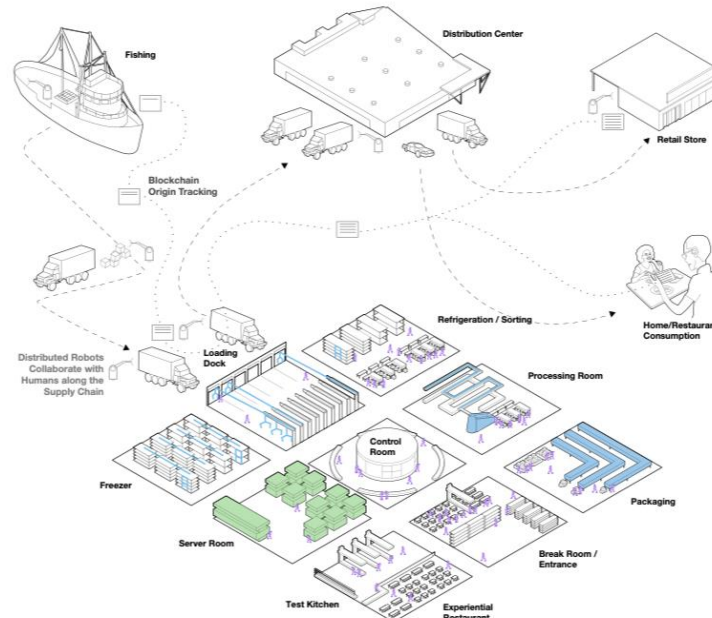 Fishing
Distribution Center
Retail Store
Blockchain
Origin Tracking
Home/Restaurant
Consumption
Refrigeration / Sorting
Loading
Dock
Distributed Robots
Collaborate with
Humans along the
Supply Chain
Processing Room
Control
Room
Freezer
Packaging
Server Room
Break Room /
Entrance
Test Kitchen
Experiential
Restaurant